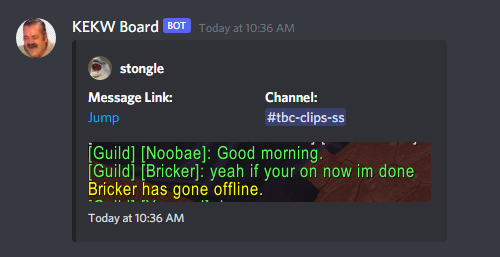 KEKW Board BOT Today at 10:36 AM
stongle
Message Link: Channel:
Jump #tbc-clips-ss
[Guild] [Noobae]: Good morning.
[Guild] [Bricker]: yeah if your on now im done
Bricker has gone offline.
Today at 10:36 AM